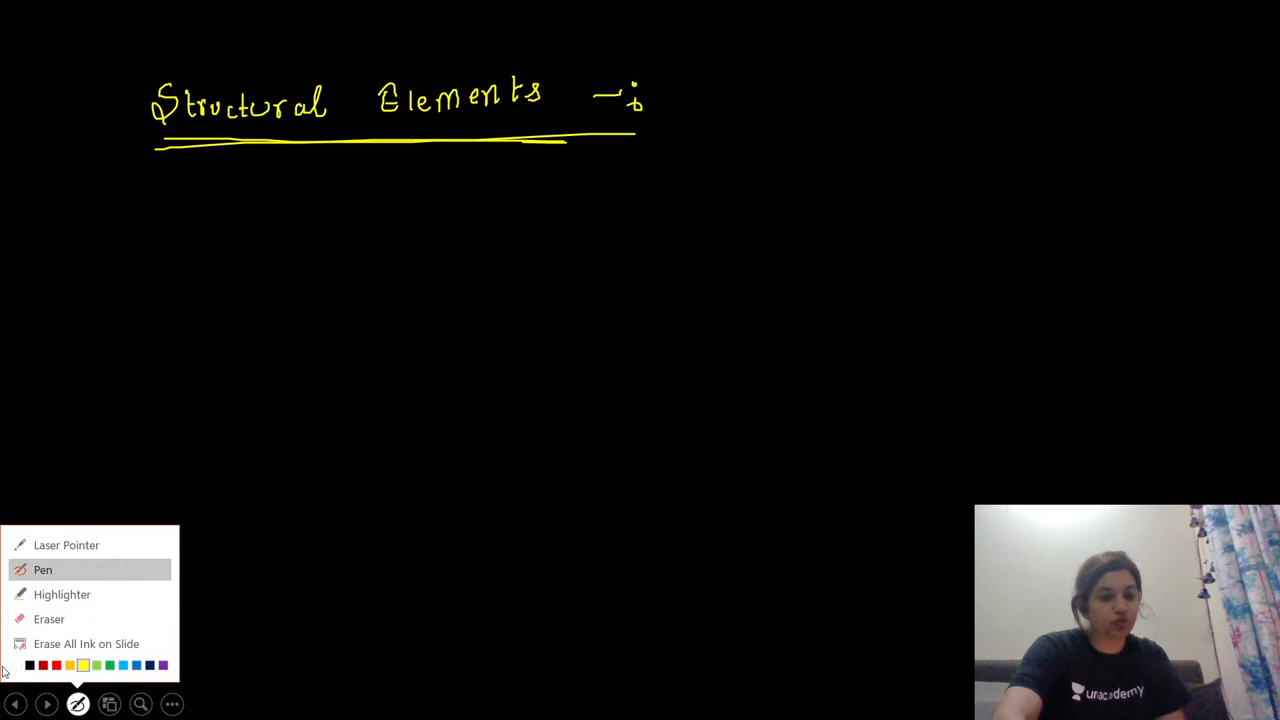 Structural Elements -:
Laser Pointer
Pen
Highlighter
Eraser
Erase All Ink on Slide
unacademy